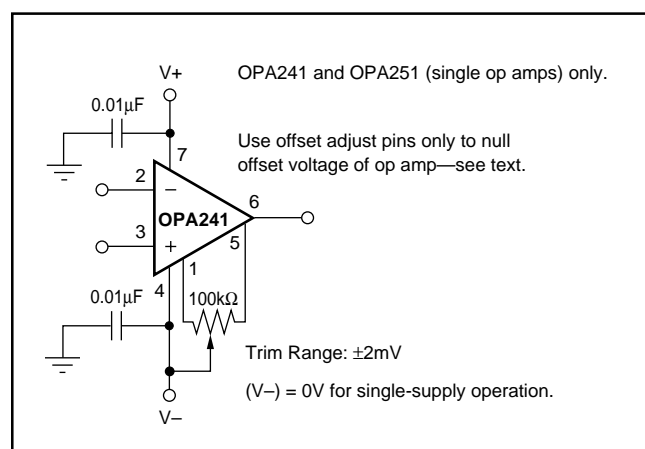 V+
OPA241 and OPA251 (single op amps) only.
0.01µF
7
Use offset adjust pins only to null
offset voltage of op amp—see text.
2
−
6
OPA241
3
+
5
1
4
100kΩ
0.01µF
Trim Range: ±2mV
(V–) = 0V for single-supply operation.
V–